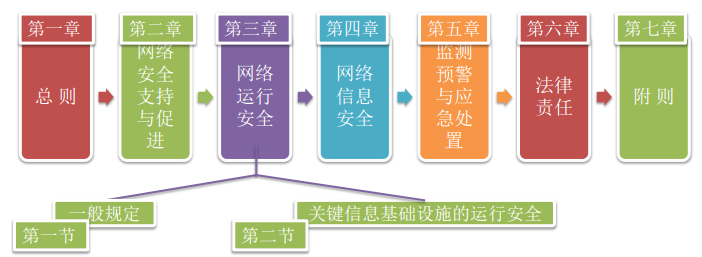 第一章
总 则
第二章
网络
安全
支持
与促
进
第三章
网络
运行
安全
第四章
网络
信息
安全
第五章
监测
预警
与应
急处
置
第六章
法律
责任
第七章
附 则
一般规定
第一节
关键信息基础设施的运行安全
第二节